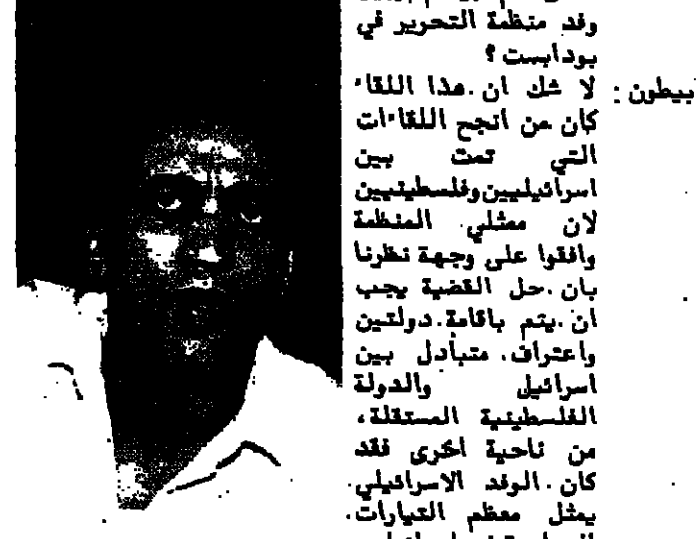 وفد منظمة التحرير في
بودابست ؟
بيطون : لا شك ان هذا اللقاء
كان من انجح اللقاءات
التي تمت بين
اسرائيليين وفلسطينيين
لان ممثلي المنظمة
وافقوا على وجهة نظرنا
بان حل القضية يجب
ان يتم باقامة دولتين
واعتراف متبادل بين
اسرائيل والدولة
الفلسطينية المستقلة،
من ناحية اخرى فقد
كان الوفد الاسرائيلي
يمثل معظم التيارات